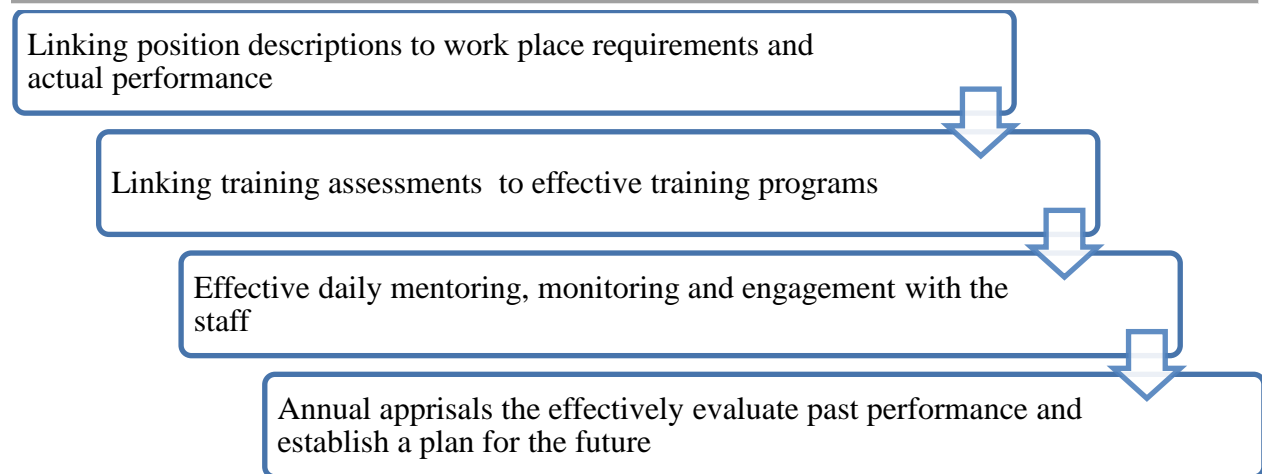 Linking position descriptions to work place requirements and
actual performance
Linking training assessments  to effective training programs
Effective daily mentoring, monitoring and engagement with the
staff
Annual apprisals the effectively evaluate past performance and
establish a plan for the future